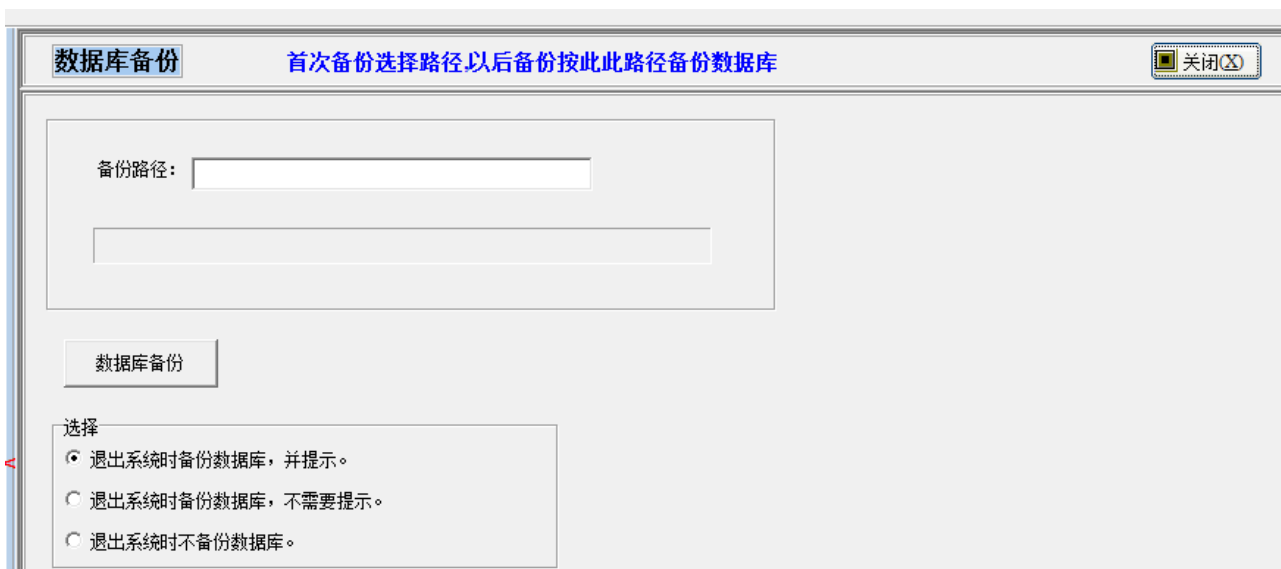 数据库备份
首次备份选择路径,以后备份按此此路径备份数据库
关闭(X)
备份路径：
数据库备份
选择
退出系统时备份数据库，并提示。
<
退出系统时备份数据库，不需要提示。
退出系统时不备份数据库。